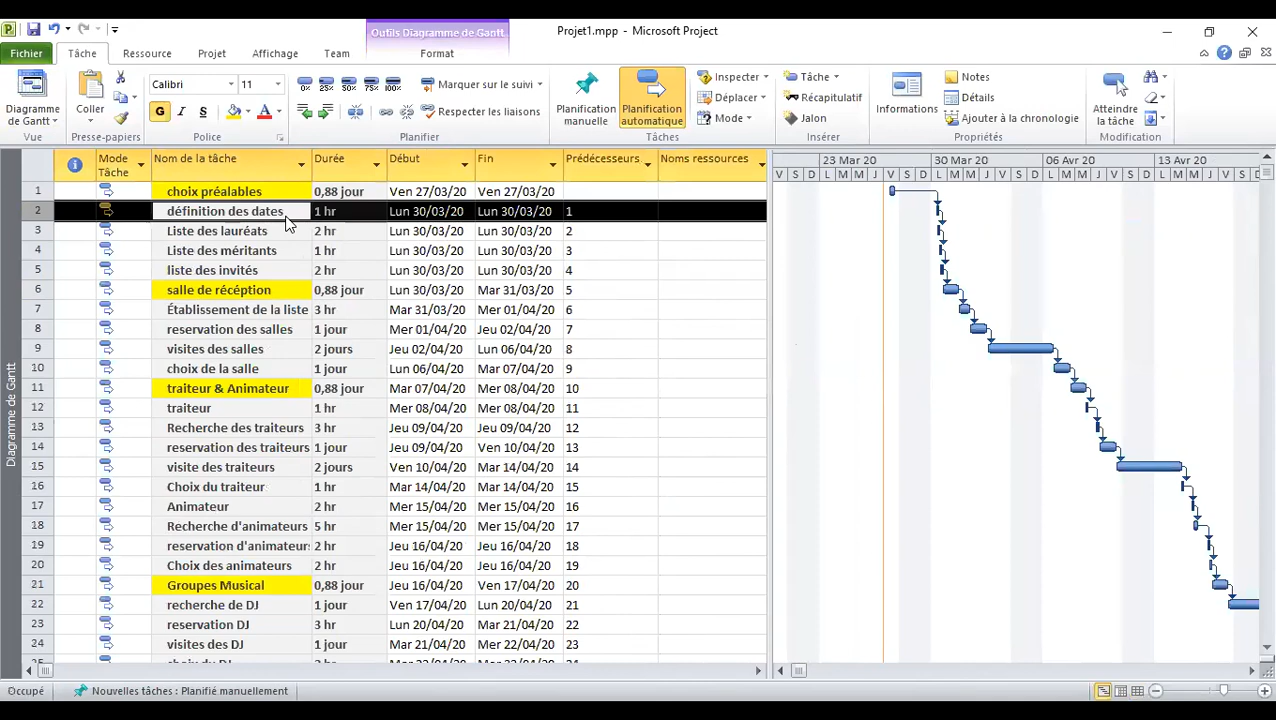 Outils Diagramme de Gantt
Projet1.mpp - Microsoft Project
Fichier Tâche Ressource Projet Affichage Team Format
Diagramme de Gantt
Vue
Coller
Presse-papiers
Calibri 11
G I S A
Police
0% 25% 50% 75% 100%
Marquer sur le suivi
Respecter les liaisons
Planifier
Planification manuelle
Planification automatique
Inspecter
Déplacer
Mode
Tâches
Tâche
Récapitulatif
Jalon
Insérer
Informations
Notes
Détails
Ajouter à la chronologie
Propriétés
Atteindre la tâche
Modification
Mode Tâche Nom de la tâche Durée Début Fin Prédécesseurs Noms ressources
1 choix préalables 0,88 jour Ven 27/03/20 Ven 27/03/20
2 définition des dates 1 hr Lun 30/03/20 Lun 30/03/20 1
3 Liste des lauréats 2 hr Lun 30/03/20 Lun 30/03/20 2
4 Liste des méritants 1 hr Lun 30/03/20 Lun 30/03/20 3
5 liste des invités 2 hr Lun 30/03/20 Lun 30/03/20 4
6 salle de récéption 0,88 jour Lun 30/03/20 Mar 31/03/20 5
7 Établissement de la liste 3 hr Mar 31/03/20 Mer 01/04/20 6
8 reservation des salles 1 jour Mer 01/04/20 Jeu 02/04/20 7
9 visites des salles 2 jours Jeu 02/04/20 Lun 06/04/20 8
10 choix de la salle 1 jour Lun 06/04/20 Mar 07/04/20 9
11 traiteur & Animateur 0,88 jour Mar 07/04/20 Mer 08/04/20 10
12 traiteur 1 hr Mer 08/04/20 Mer 08/04/20 11
13 Recherche des traiteurs 3 hr Jeu 09/04/20 Jeu 09/04/20 12
14 reservation des traiteurs 1 jour Jeu 09/04/20 Ven 10/04/20 13
15 visite des traiteurs 2 jours Ven 10/04/20 Mar 14/04/20 14
16 Choix du traiteur 1 hr Mar 14/04/20 Mar 14/04/20 15
17 Animateur 2 hr Mer 15/04/20 Mer 15/04/20 16
18 Recherche d'animateurs 5 hr Mer 15/04/20 Mer 15/04/20 17
19 reservation d'animateurs 2 hr Jeu 16/04/20 Jeu 16/04/20 18
20 Choix des animateurs 2 hr Jeu 16/04/20 Jeu 16/04/20 19
21 Groupes Musical 0,88 jour Jeu 16/04/20 Ven 17/04/20 20
22 recherche de DJ 1 jour Ven 17/04/20 Lun 20/04/20 21
23 reservation DJ 3 hr Lun 20/04/20 Mar 21/04/20 22
24 visites des DJ 1 jour Mar 21/04/20 Mer 22/04/20 23
23 Mar 20 30 Mar 20 06 Avr 20 13 Avr 20
V S D L M M J V S D L M M J V S D L M M J V S D L M M J V S D
Diagramme de Gantt
Occupé Nouvelles tâches : Planifié manuellement